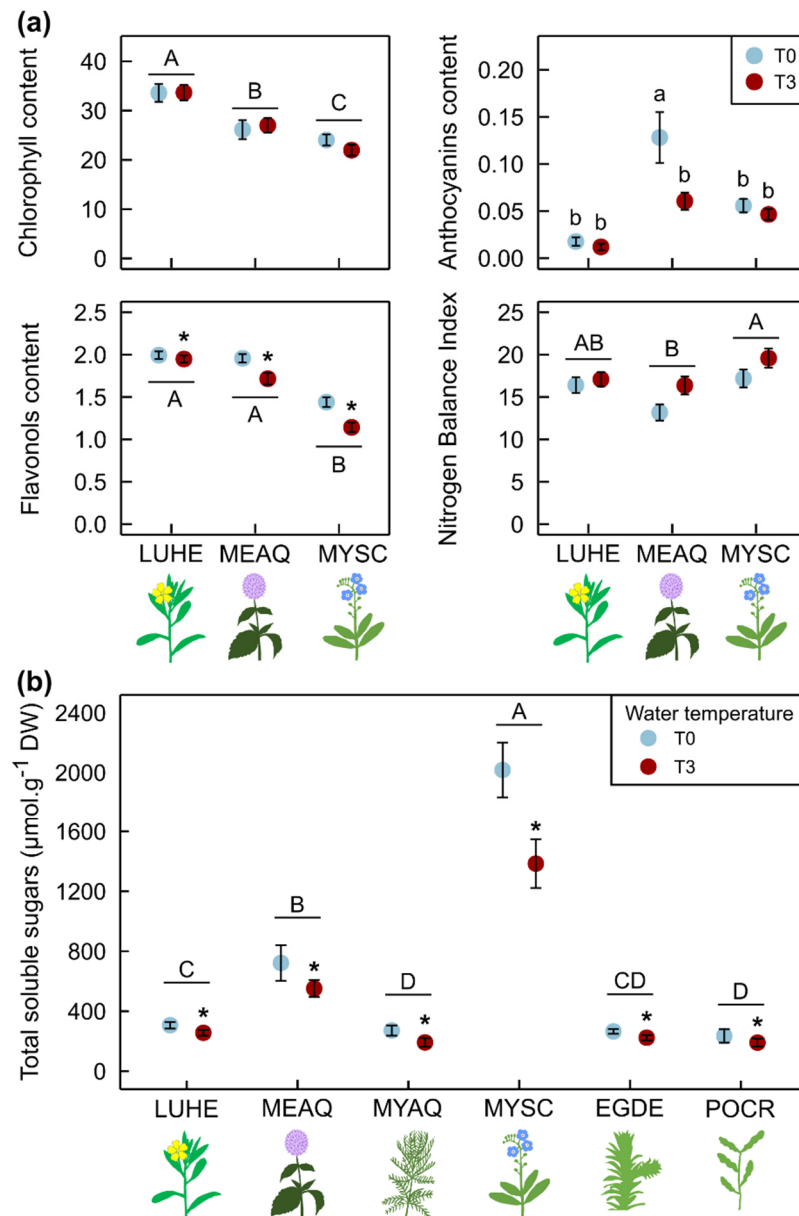 (a)
Chlorophyll content
40
30
20
10
0
A
B
C
Anthocyanins content
0.20
0.15
0.10
0.05
0.00
T0
T3
b b
a
b
b
b
Flavonols content
2.5
2.0
1.5
1.0
0.5
0.0
*
A
*
A
*
B
LUHE MEAQ MYSC
Nitrogen Balance Index
25
20
15
10
5
0
AB
B
A
LUHE MEAQ MYSC
(b)
Total soluble sugars (µmol.g⁻¹ DW)
2400
2000
1600
1200
800
400
0
Water temperature
T0
T3
C
*
B
*
D
*
A
*
CD
*
D
*
LUHE MEAQ MYAQ MYSC EGDE POCR